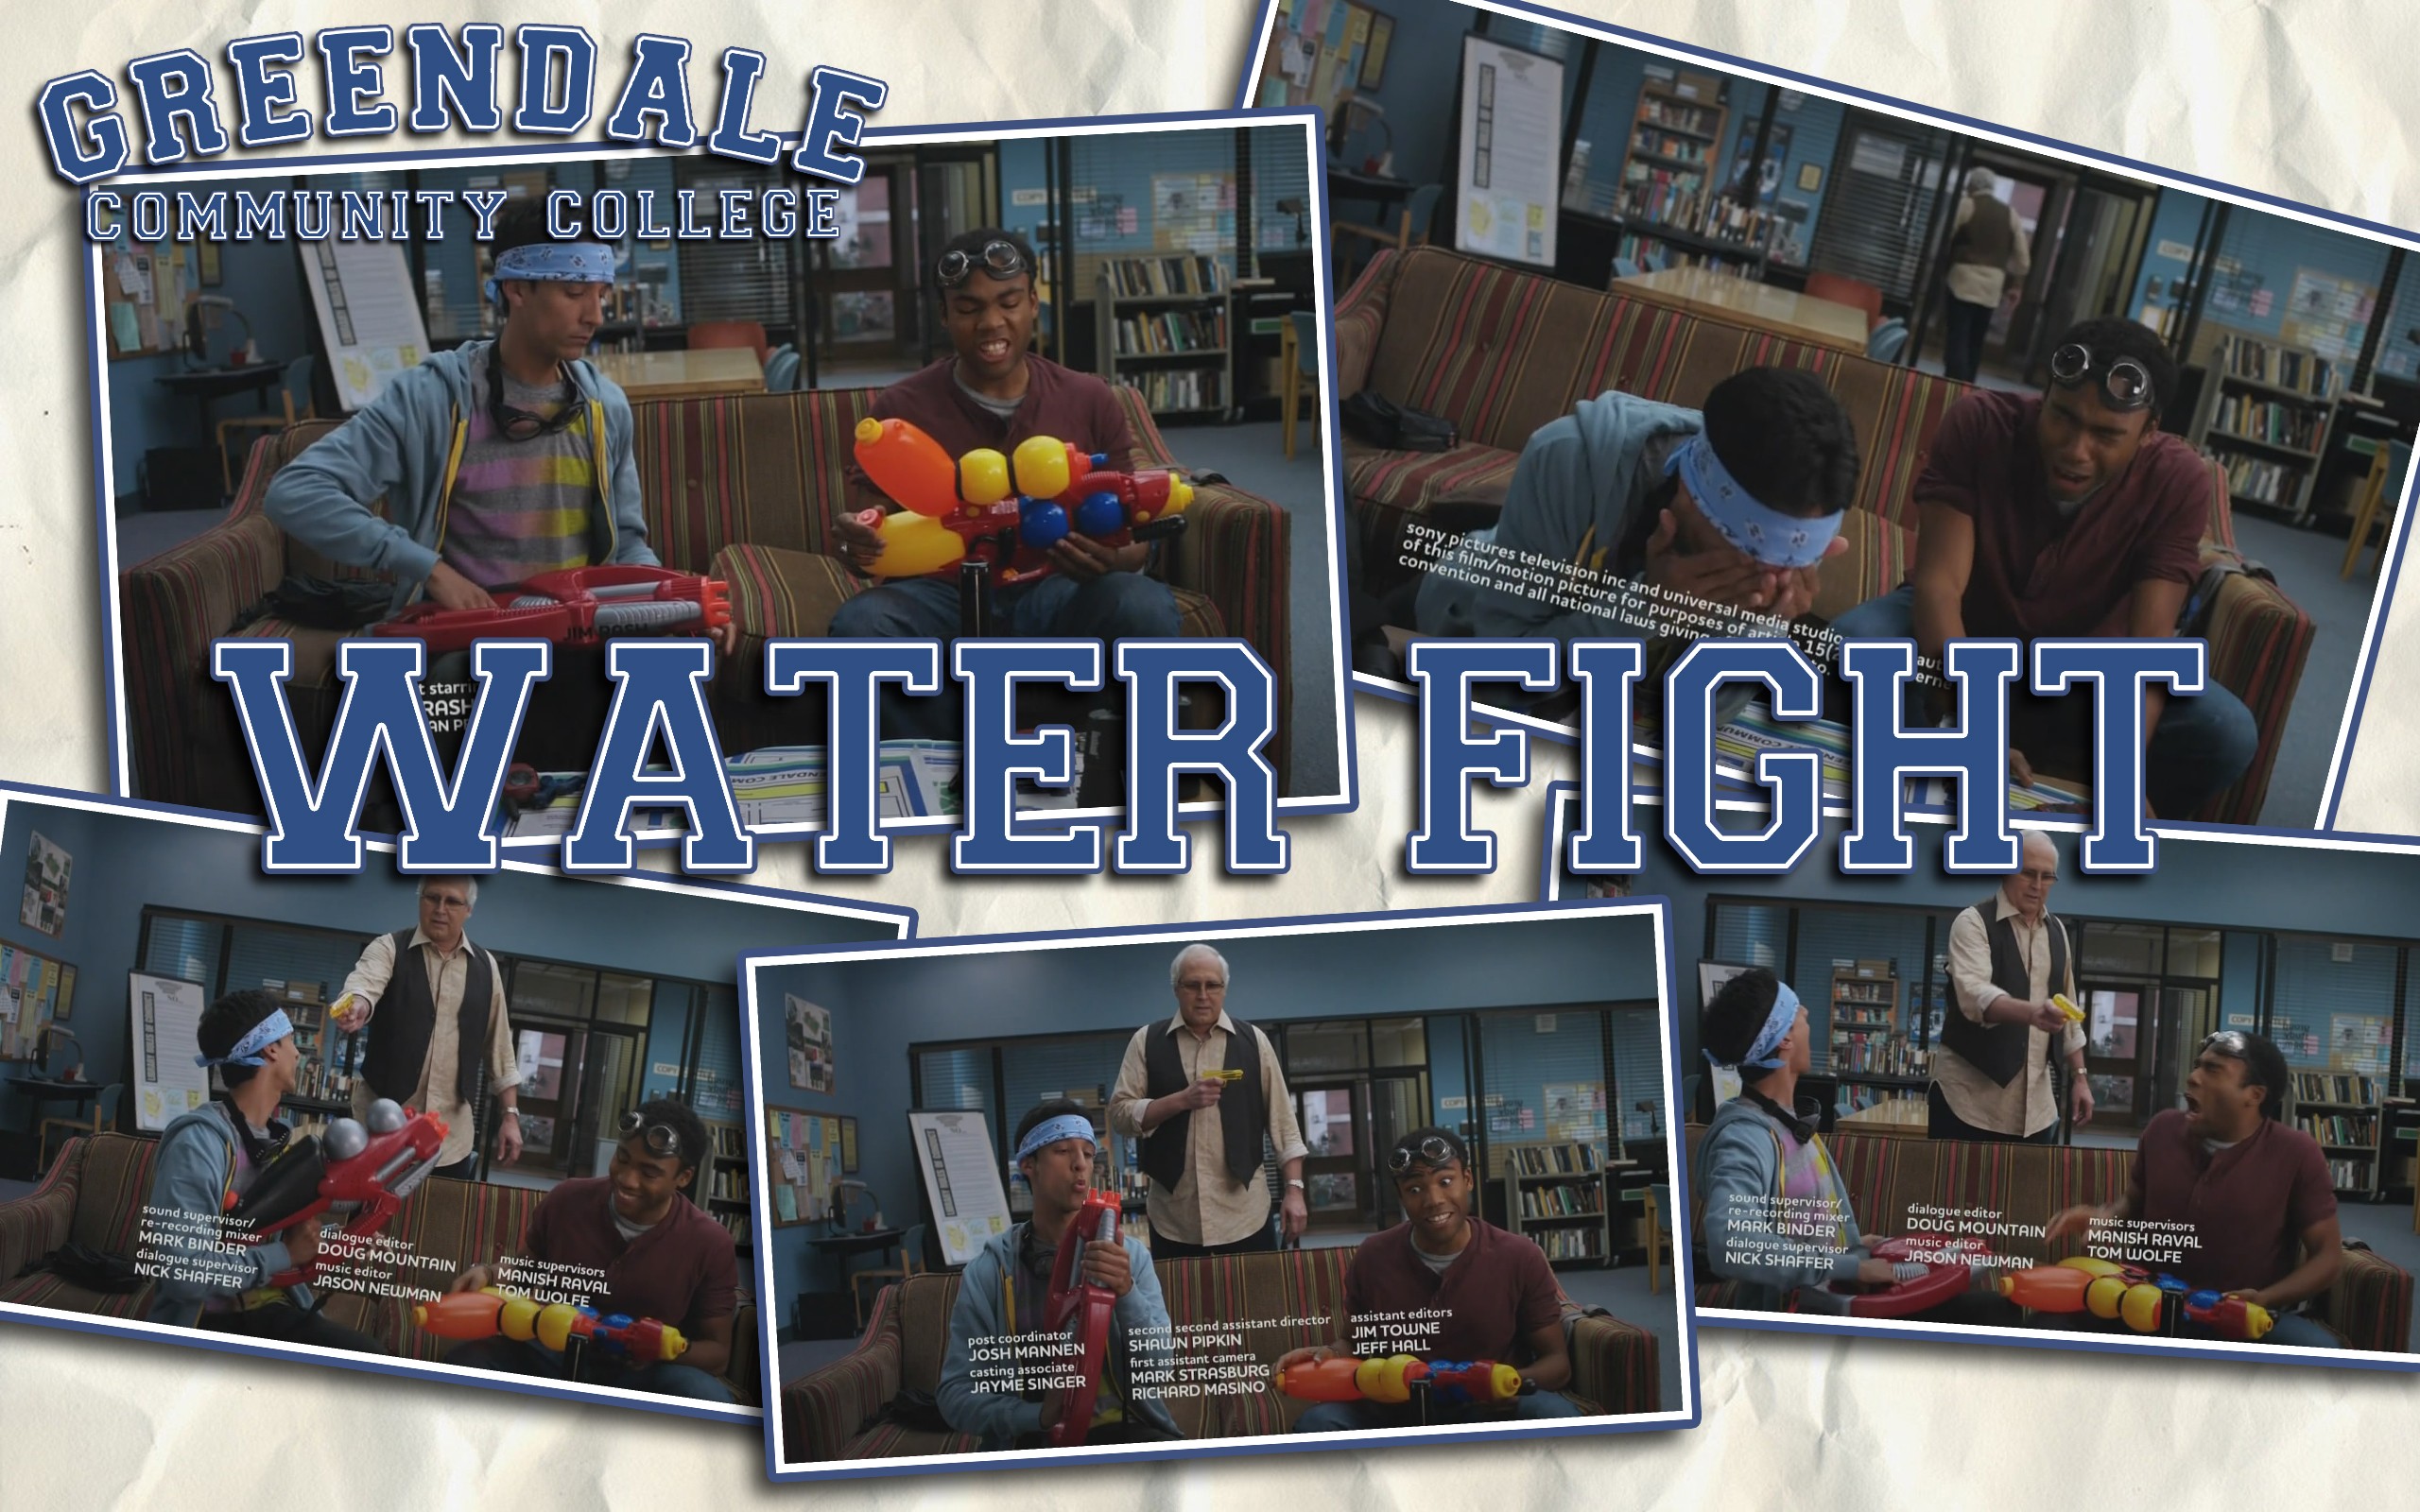 GREENDALE
COMMUNITY COLLEGE
JIM RASH
RASH
sony pictures television inc and universal media studio
of this film/motion picture for purposes of 15(
convention and all national laws giving
WATER FIGHT
sound supervisor/
re-recording mixer
MARK BINDER
dialogue supervisor
NICK SHAFFER
dialogue editor
DOUG MOUNTAIN
music editor
JASON NEWMAN
music supervisors
MANISH RAVAL
TOM WOLFE
post coordinator
JOSH MANNEN
casting associate
JAYME SINGER
second second assistant director
SHAWN PIPKIN
first assistant camera
MARK STRASBURG
RICHARD MASINO
assistant editors
JIM TOWNE
JEFF HALL
sound supervisor/
re-recording mixer
MARK BINDER
dialogue supervisor
NICK SHAFFER
dialogue editor
DOUG MOUNTAIN
music editor
JASON NEWMAN
music supervisors
MANISH RAVAL
TOM WOLFE